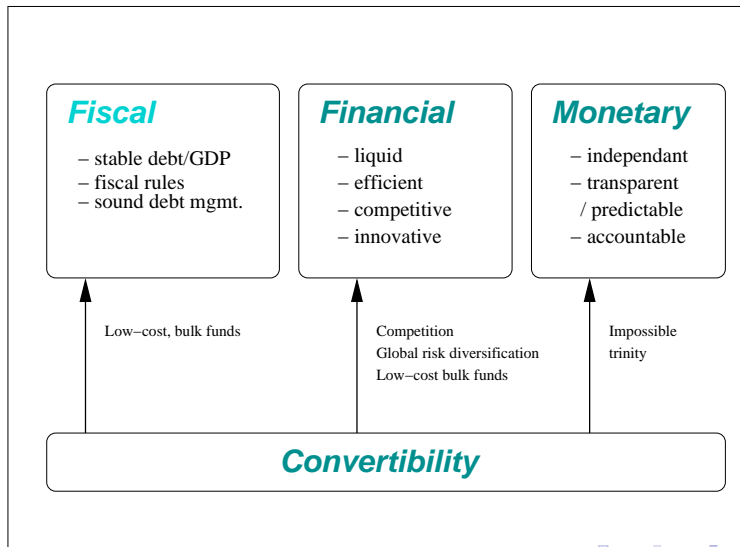 Fiscal
– stable debt/GDP
– fiscal rules
– sound debt mgmt.
Financial
– liquid
– efficient
– competitive
– innovative
Monetary
– independant
– transparent
/ predictable
– accountable
Low–cost, bulk funds
Competition
Global risk diversification
Low–cost bulk funds
Impossible
trinity
Convertibility